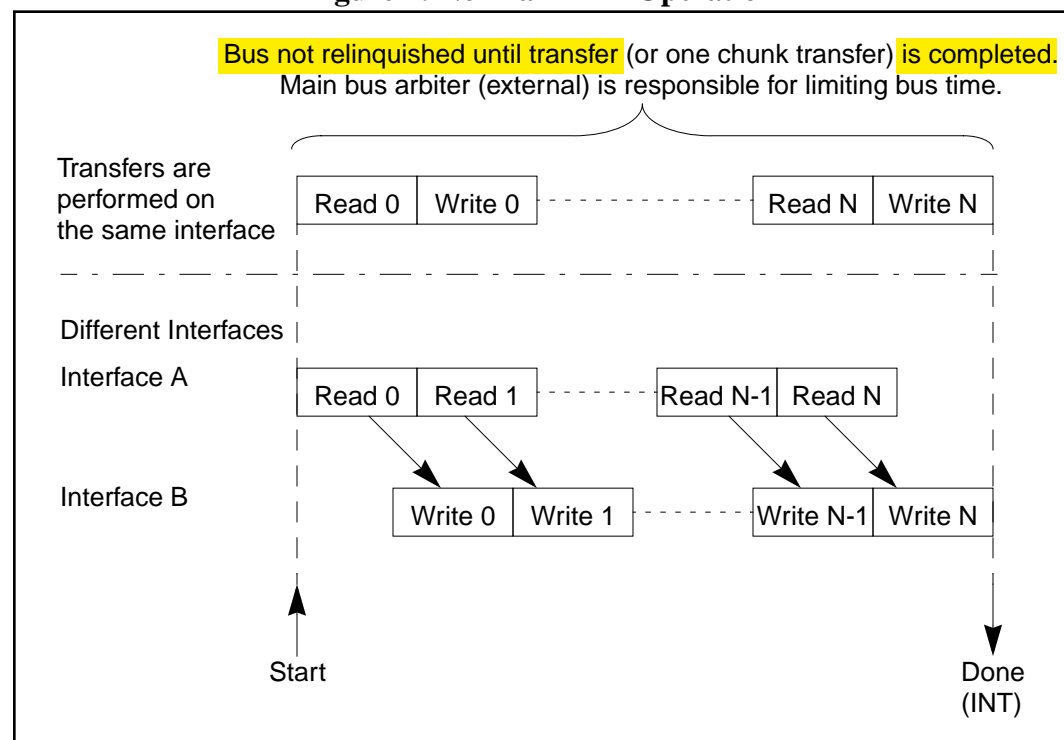 Bus not relinquished until transfer (or one chunk transfer) is completed.
Main bus arbiter (external) is responsible for limiting bus time.
Transfers are
performed on
the same interface
Read 0 Write 0 Read N Write N
Different Interfaces
Interface A
Read 0 Read 1 Read N-1 Read N
Interface B
Write 0 Write 1 Write N-1 Write N
Start
Done
(INT)